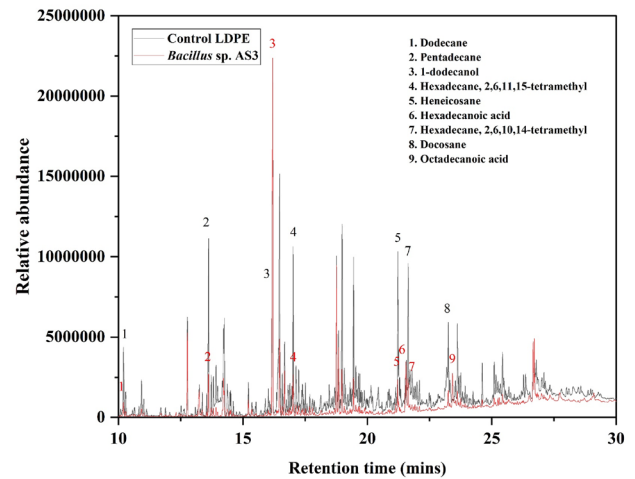 25000000
20000000
15000000
10000000
5000000
0
Relative abundance
Control LDPE
Bacillus sp. AS3
1. Dodecane
2. Pentadecane
3. 1-dodecanol
4. Hexadecane, 2,6,11,15-tetramethyl
5. Heneicosane
6. Hexadecanoic acid
7. Hexadecane, 2,6,10,14-tetramethyl
8. Docosane
9. Octadecanoic acid
3
2
4
5
7
3
8
1
6
2
4
5
7
9
1
10
15
20
25
30
Retention time (mins)